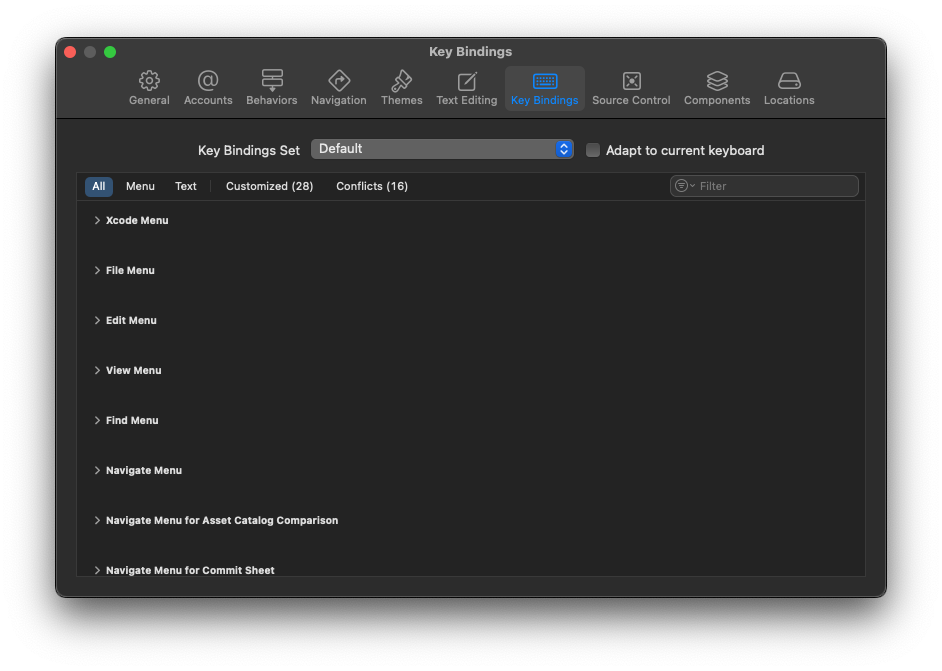 Key Bindings
General Accounts Behaviors Navigation Themes Text Editing Key Bindings Source Control Components Locations
Key Bindings Set Default Adapt to current keyboard
All Menu Text Customized (28) Conflicts (16) Filter
Xcode Menu
File Menu
Edit Menu
View Menu
Find Menu
Navigate Menu
Navigate Menu for Asset Catalog Comparison
Navigate Menu for Commit Sheet